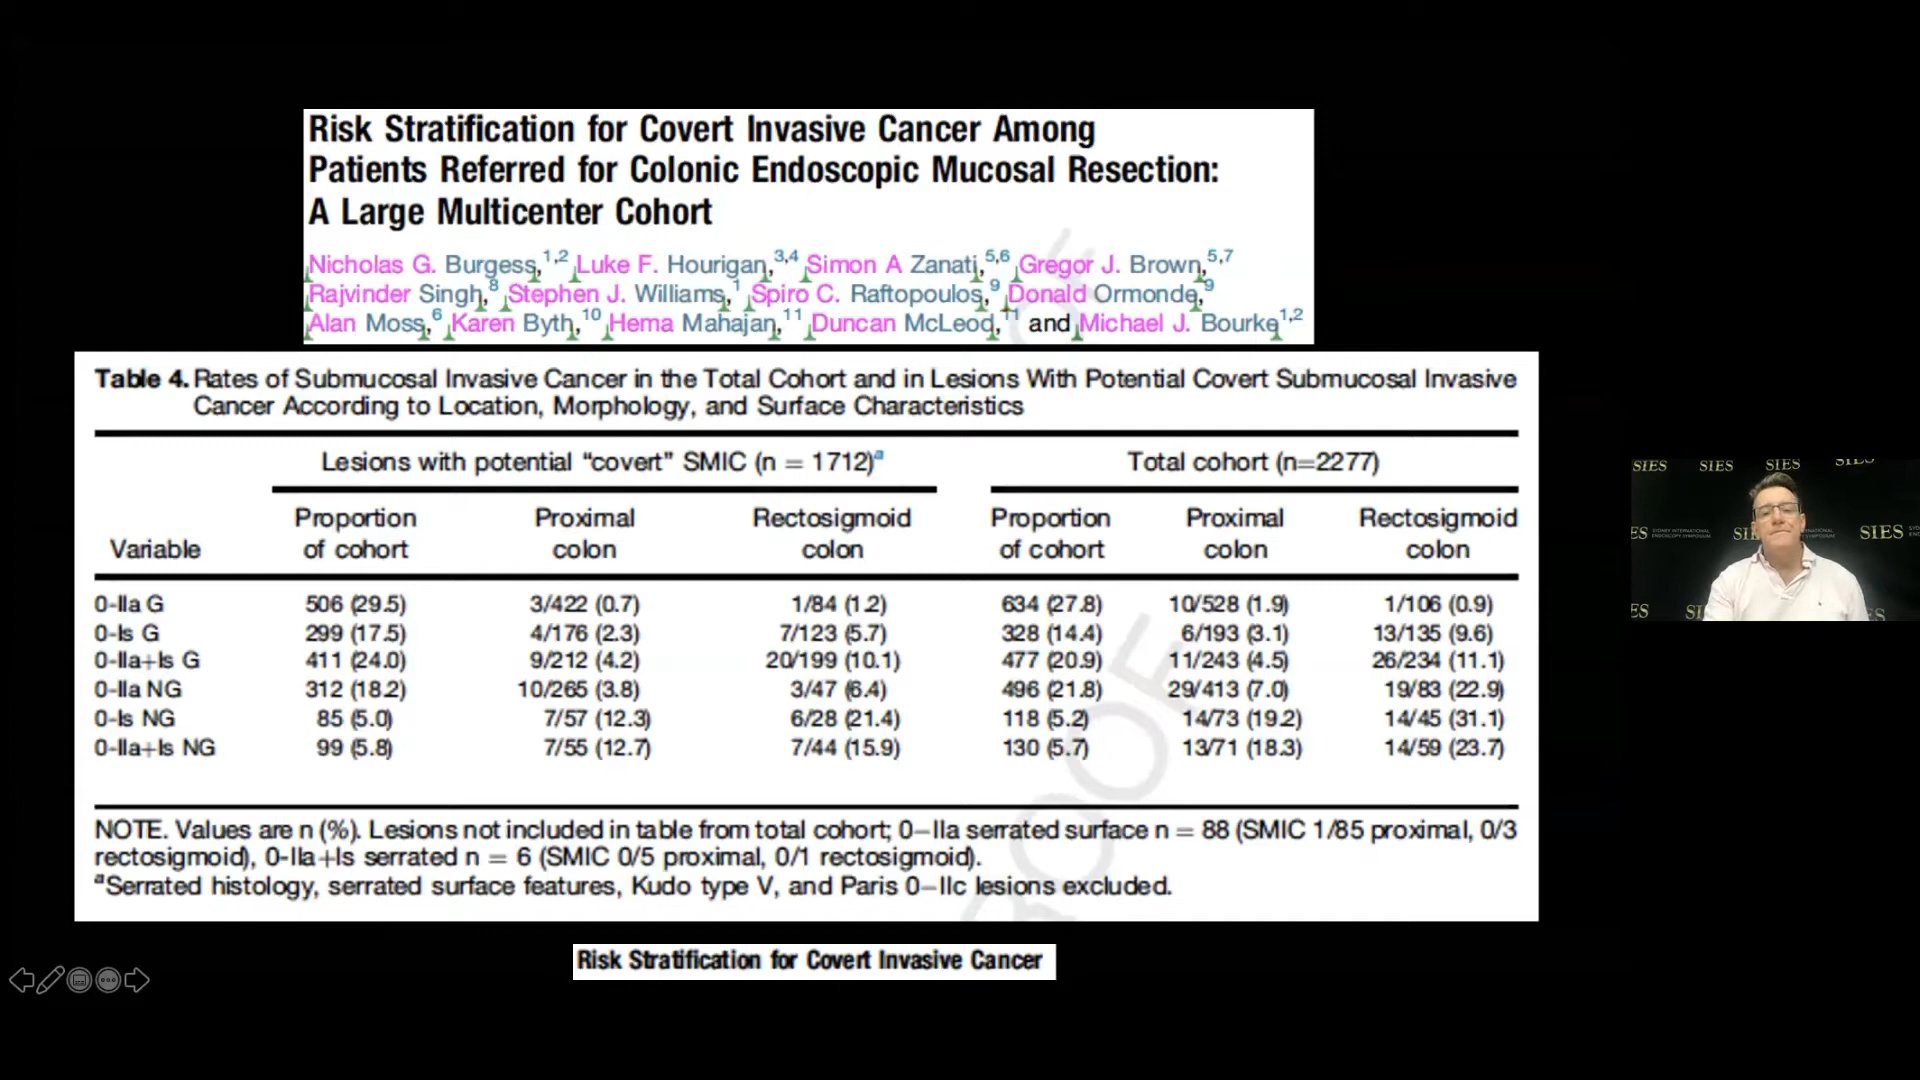 Risk Stratification for Covert Invasive Cancer Among
Patients Referred for Colonic Endoscopic Mucosal Resection:
A Large Multicenter Cohort
Nicholas G. Burgess,1,2 Luke F. Hourigan,3,4 Simon A Zanati,5,6 Gregor J. Brown,5,7
Rajvinder Singh,8 Stephen J. Williams,1 Spiro C. Raftopoulos,9 Donald Ormonde,9
Alan Moss,6 Karen Byth,10 Hema Mahajan,11 Duncan McLeod,11 and Michael J. Bourke1,2
Table 4. Rates of Submucosal Invasive Cancer in the Total Cohort and in Lesions With Potential Covert Submucosal Invasive
Cancer According to Location, Morphology, and Surface Characteristics
Lesions with potential “covert” SMIC (n = 1712)a Total cohort (n=2277)
Proportion Proximal Rectosigmoid Proportion Proximal Rectosigmoid
Variable of cohort colon colon of cohort colon colon
0-IIa G 506 (29.5) 3/422 (0.7) 1/84 (1.2) 634 (27.8) 10/528 (1.9) 1/106 (0.9)
0-Is G 299 (17.5) 4/176 (2.3) 7/123 (5.7) 328 (14.4) 6/193 (3.1) 13/135 (9.6)
0-IIa+Is G 411 (24.0) 9/212 (4.2) 20/199 (10.1) 477 (20.9) 11/243 (4.5) 26/234 (11.1)
0-IIa NG 312 (18.2) 10/265 (3.8) 3/47 (6.4) 496 (21.8) 29/413 (7.0) 19/83 (22.9)
0-Is NG 85 (5.0) 7/57 (12.3) 6/28 (21.4) 118 (5.2) 14/73 (19.2) 14/45 (31.1)
0-IIa+Is NG 99 (5.8) 7/55 (12.7) 7/44 (15.9) 130 (5.7) 13/71 (18.3) 14/59 (23.7)
NOTE. Values are n (%). Lesions not included in table from total cohort; 0–IIa serrated surface n = 88 (SMIC 1/85 proximal, 0/3
rectosigmoid), 0-IIa+Is serrated n = 6 (SMIC 0/5 proximal, 0/1 rectosigmoid).
aSerrated histology, serrated surface features, Kudo type V, and Paris 0–IIc lesions excluded.
Risk Stratification for Covert Invasive Cancer
SIES SIES SIES SIES
SIES
SYDNEY INTERNATIONAL
ENDOSCOPY SYMPOSIUM